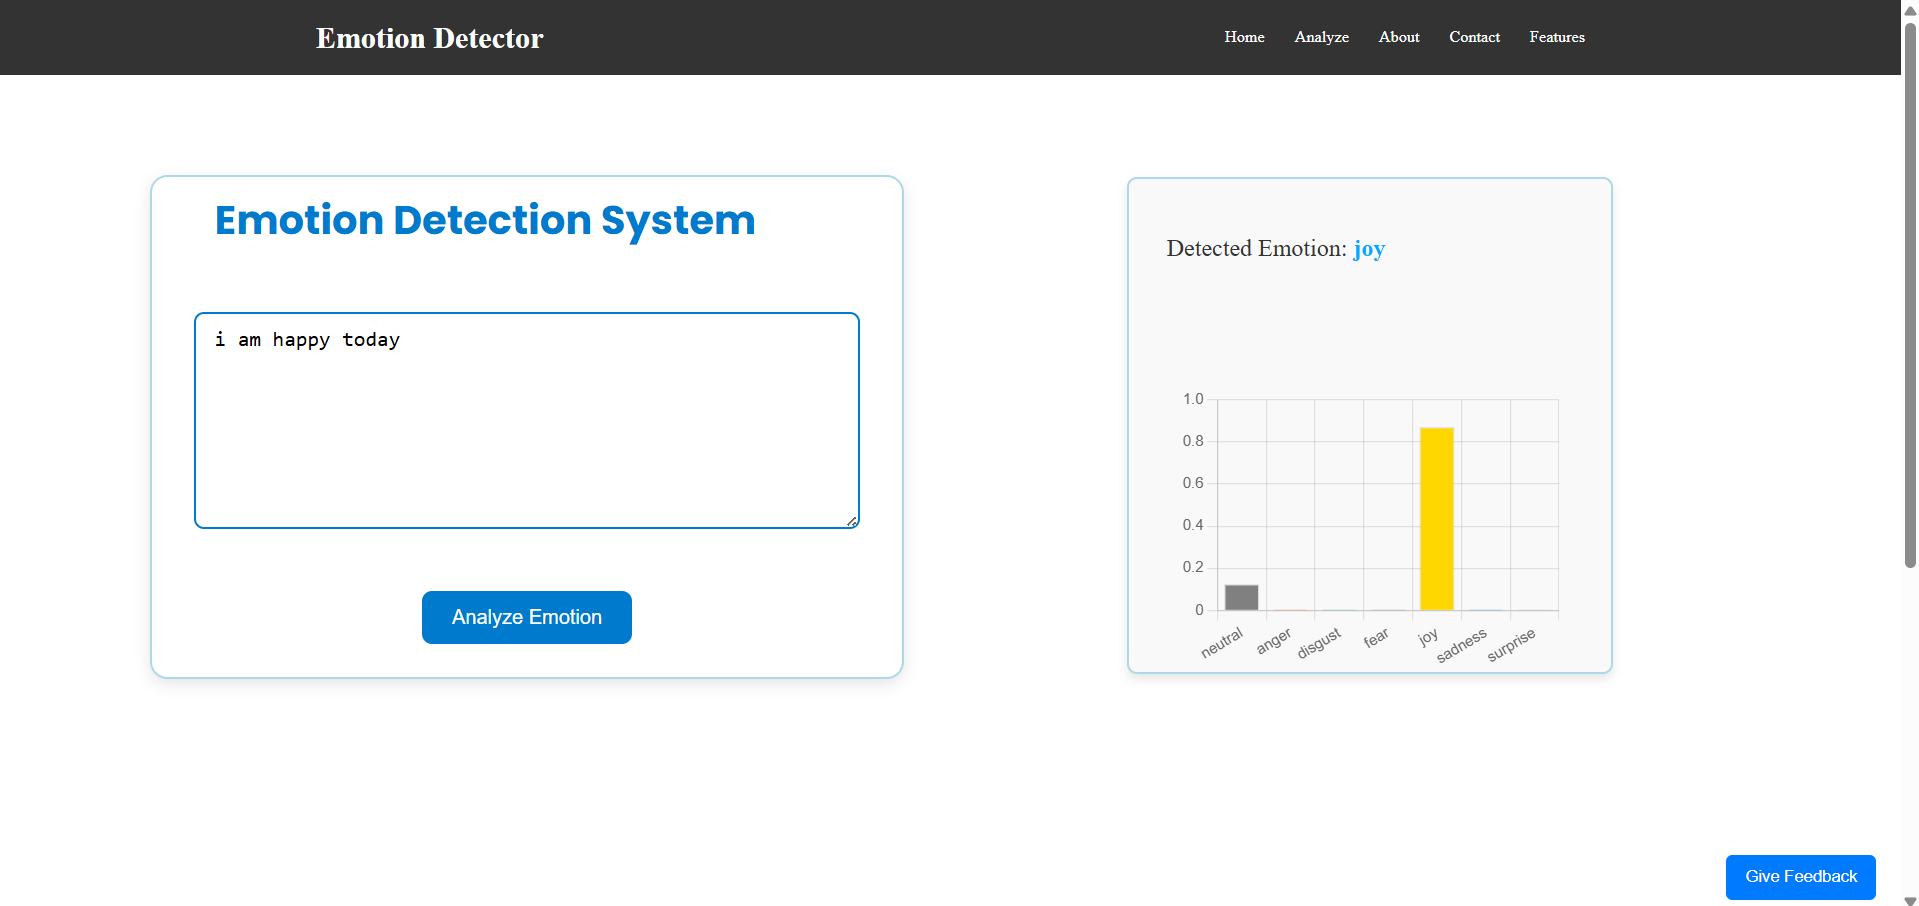 Emotion Detector
Home Analyze About Contact Features
Emotion Detection System
i am happy today
Analyze Emotion
Detected Emotion: joy
1.0
0.8
0.6
0.4
0.2
0
neutral anger disgust fear joy sadness surprise
Give Feedback